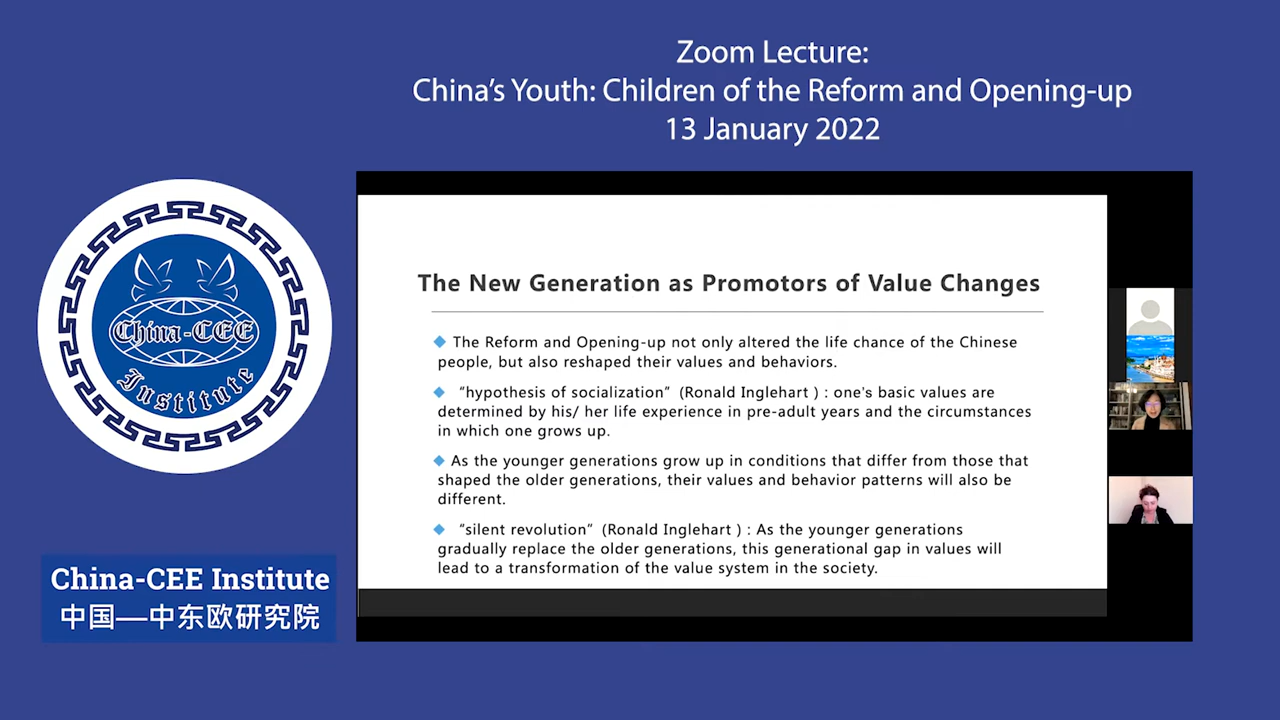 Zoom Lecture:
China's Youth: Children of the Reform and Opening-up
13 January 2022
China-CEE
Institute
China-CEE Institute
中国—中东欧研究院
The New Generation as Promotors of Value Changes
The Reform and Opening-up not only altered the life chance of the Chinese
people, but also reshaped their values and behaviors.
“hypothesis of socialization” (Ronald Inglehart ) : one's basic values are
determined by his/ her life experience in pre-adult years and the circumstances
in which one grows up.
As the younger generations grow up in conditions that differ from those that
shaped the older generations, their values and behavior patterns will also be
different.
“silent revolution” (Ronald Inglehart ) : As the younger generations
gradually replace the older generations, this generational gap in values will
lead to a transformation of the value system in the society.